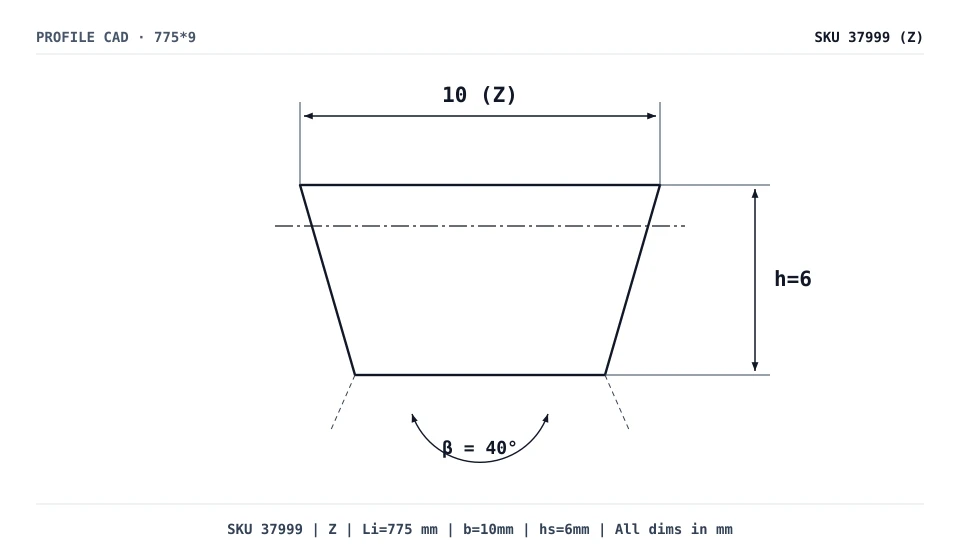 PROFILE CAD · 775*9
SKU 37999 (Z)
10 (Z)
h=6
β = 40°
SKU 37999 | Z | Li=775 mm | b=10mm | hs=6mm | All dims in mm